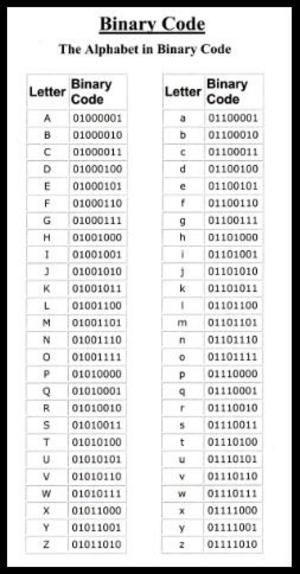 Binary Code
The Alphabet in Binary Code
Letter Binary Code
A 01000001
B 01000010
C 01000011
D 01000100
E 01000101
F 01000110
G 01000111
H 01001000
I 01001001
J 01001010
K 01001011
L 01001100
M 01001101
N 01001110
O 01001111
P 01010000
Q 01010001
R 01010010
S 01010011
T 01010100
U 01010101
V 01010110
W 01010111
X 01011000
Y 01011001
Z 01011010
Letter Binary Code
a 01100001
b 01100010
c 01100011
d 01100100
e 01100101
f 01100110
g 01100111
h 01101000
i 01101001
j 01101010
k 01101011
l 01101100
m 01101101
n 01101110
o 01101111
p 01110000
q 01110001
r 01110010
s 01110011
t 01110100
u 01110101
v 01110110
w 01110111
x 01111000
y 01111001
z 01111010